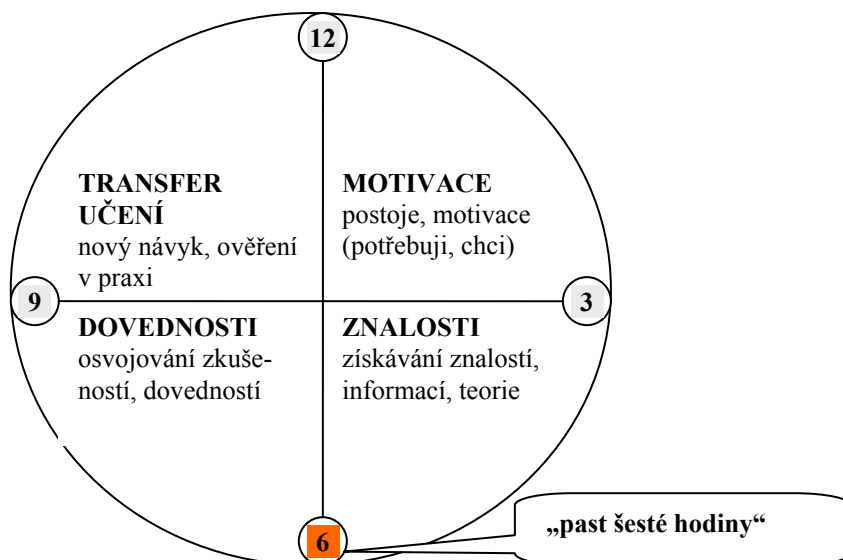 12
TRANSFER
UČENÍ
nový návyk, ověření
v praxi
MOTIVACE
postoje, motivace
(potřebuji, chci)
9
3
DOVEDNOSTI
osvojování zkuše-
ností, dovedností
ZNALOSTI
získávání znalostí,
informací, teorie
6
„past šesté hodiny“